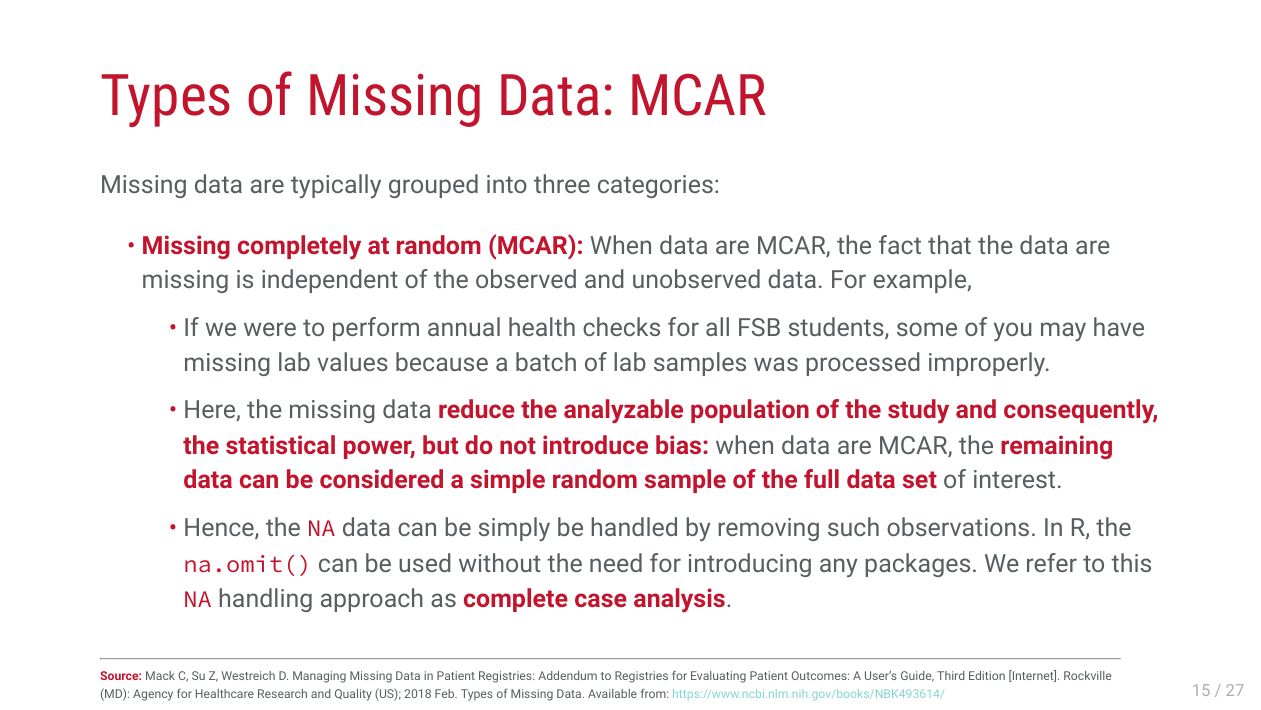 Types of Missing Data: MCAR
Missing data are typically grouped into three categories:
• Missing completely at random (MCAR): When data are MCAR, the fact that the data are
missing is independent of the observed and unobserved data. For example,
• If we were to perform annual health checks for all FSB students, some of you may have
missing lab values because a batch of lab samples was processed improperly.
• Here, the missing data reduce the analyzable population of the study and consequently,
the statistical power, but do not introduce bias: when data are MCAR, the remaining
data can be considered a simple random sample of the full data set of interest.
• Hence, the NA data can be simply be handled by removing such observations. In R, the
na.omit() can be used without the need for introducing any packages. We refer to this
NA handling approach as complete case analysis.
Source: Mack C, Su Z, Westreich D. Managing Missing Data in Patient Registries: Addendum to Registries for Evaluating Patient Outcomes: A User’s Guide, Third Edition [Internet]. Rockville
(MD): Agency for Healthcare Research and Quality (US); 2018 Feb. Types of Missing Data. Available from: https://www.ncbi.nlm.nih.gov/books/NBK493614/
15 / 27